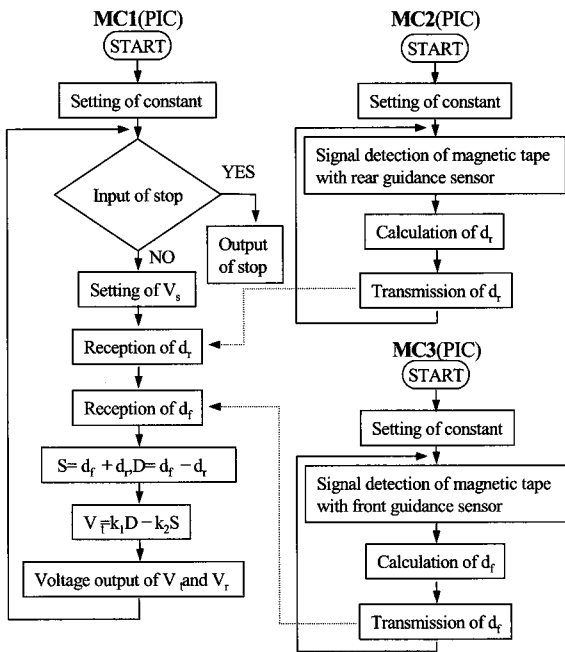 MC1(PIC)
START
Setting of constant
Input of stop
YES
Output
of stop
NO
Setting of Vs
Reception of dr
Reception of df
S= df + dr,D= df − dr
Vt=k1D − k2S
Voltage output of Vt and Vr
MC2(PIC)
START
Setting of constant
Signal detection of magnetic tape
with rear guidance sensor
Calculation of dr
Transmission of dr
MC3(PIC)
START
Setting of constant
Signal detection of magnetic tape
with front guidance sensor
Calculation of df
Transmission of df